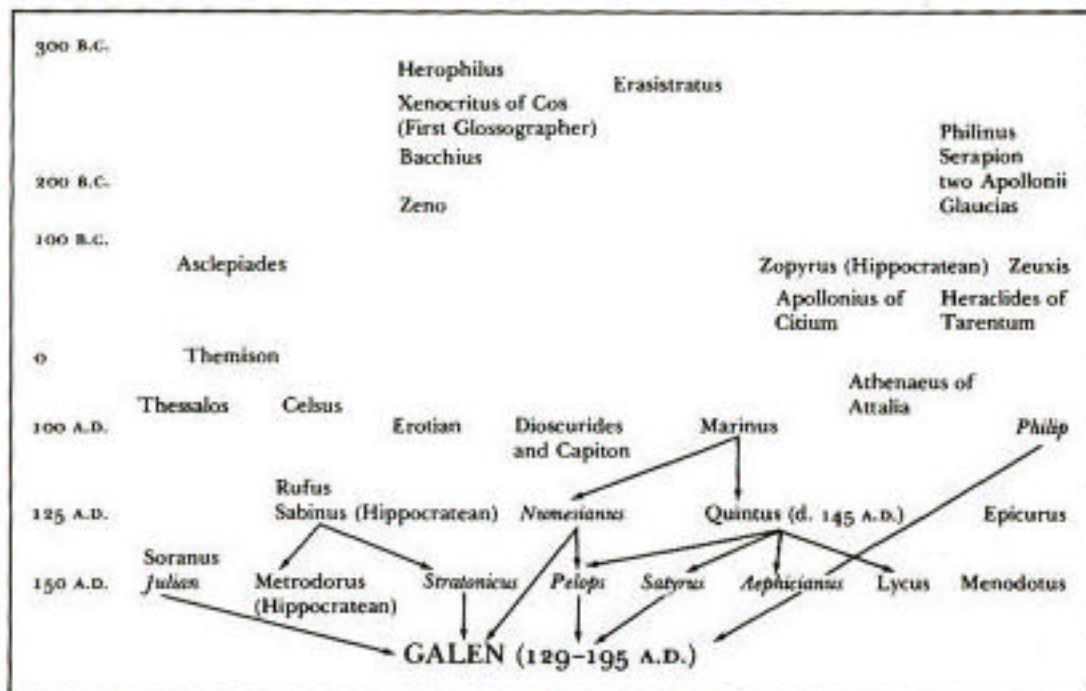 300 B.C.
Herophilus
Erasistratus
Xenocritus of Cos
(First Glossographer)
Philinus
Bacchius
Serapion
200 B.C.
two Apollonii
Zeno
Glaucias
100 B.C.
Asclepiades
Zopyrus (Hippocratean)
Zeuxis
Apollonius of
Citium
Heraclides of
Tarentum
0
Themison
Athenaeus of
Attalia
Thessalos
Celsus
100 A.D.
Erotian
Dioscurides
and Capiton
Marinus
Philip
Rufus
125 A.D.
Sabinus (Hippocratean)
Numesianus
Quintus (d. 145 A.D.)
Epicurus
Soranus
150 A.D.
Julian
Metrodorus
(Hippocratean)
Stratonicus
Pelops
Satyrus
Aephicianus
Lycus
Menodotus
GALEN (129–195 A.D.)